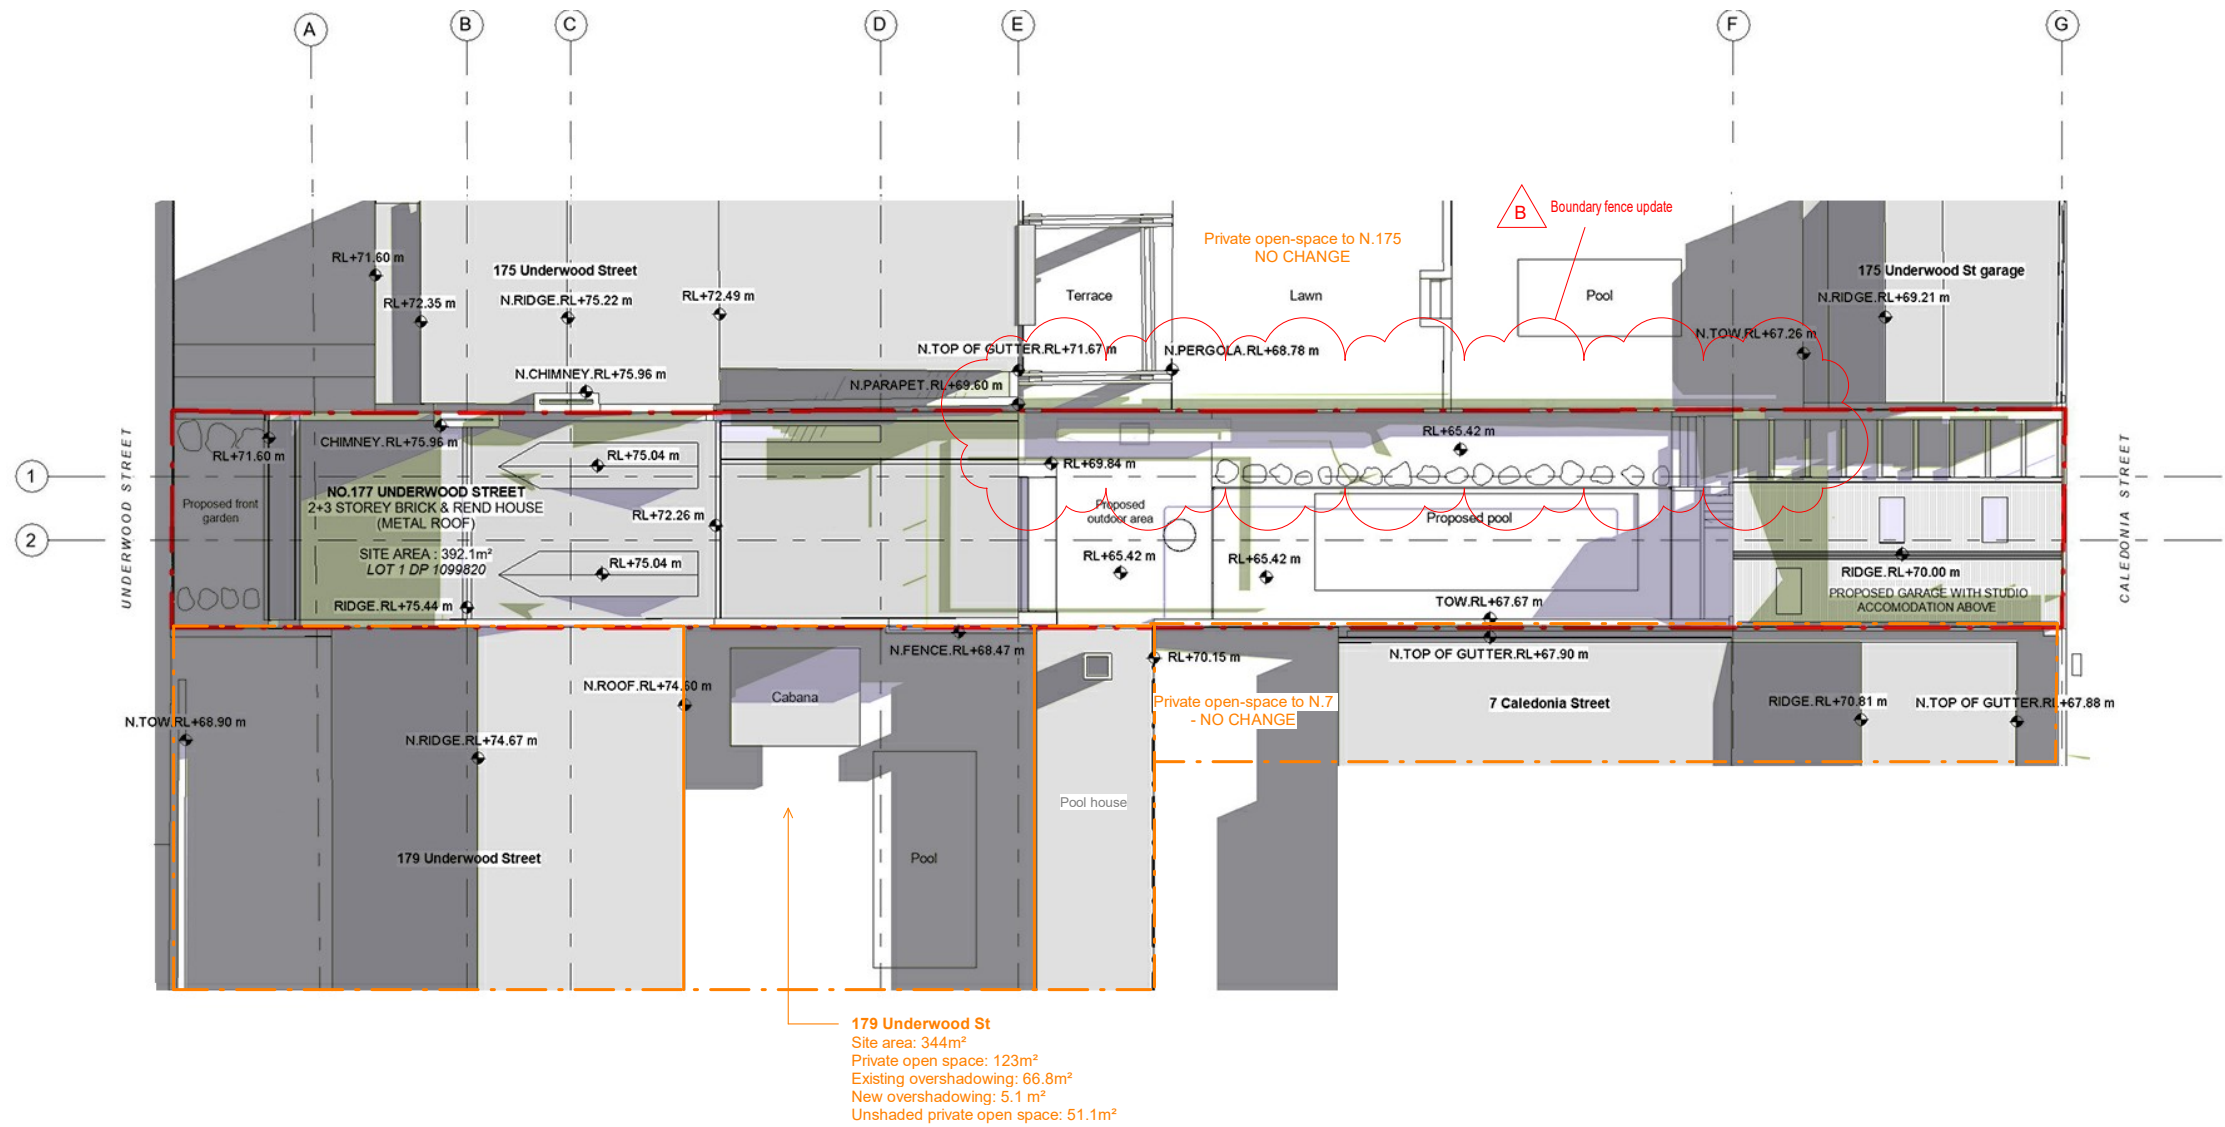 A
B
C
D
E
F
G
B
Boundary fence update
Private open-space to N.175
NO CHANGE
RL+71.60 m
175 Underwood Street
RL+72.35 m
N.RIDGE.RL+75.22 m
RL+72.49 m
Terrace
Lawn
Pool
175 Underwood St garage
N.RIDGE.RL+69.21 m
N.TOW.RL+67.26 m
N.TOP OF GUTTER.RL+71.67 m
N.PERGOLA.RL+68.78 m
N.CHIMNEY.RL+75.96 m
N.PARAPET.RL+69.60 m
UNDERWOOD STREET
CALEDONIA STREET
1
2
CHIMNEY.RL+75.96 m
RL+71.60 m
RL+75.04 m
RL+69.84 m
RL+65.42 m
Proposed front
garden
NO.177 UNDERWOOD STREET
2+3 STOREY BRICK & REND HOUSE
(METAL ROOF)
SITE AREA : 392.1m²
LOT 1 DP 1099820
RL+72.26 m
RL+75.04 m
RIDGE.RL+75.44 m
Proposed
outdoor area
RL+65.42 m
RL+65.42 m
Proposed pool
TOW.RL+67.67 m
RIDGE.RL+70.00 m
PROPOSED GARAGE WITH STUDIO
ACCOMODATION ABOVE
N.FENCE.RL+68.47 m
RL+70.15 m
N.TOP OF GUTTER.RL+67.90 m
N.ROOF.RL+74.60 m
Cabana
Private open-space to N.7
- NO CHANGE
7 Caledonia Street
RIDGE.RL+70.81 m
N.TOP OF GUTTER.RL+67.88 m
N.TOW.RL+68.90 m
N.RIDGE.RL+74.67 m
Pool house
179 Underwood Street
Pool
179 Underwood St
Site area: 344m²
Private open space: 123m²
Existing overshadowing: 66.8m²
New overshadowing: 5.1 m²
Unshaded private open space: 51.1m²